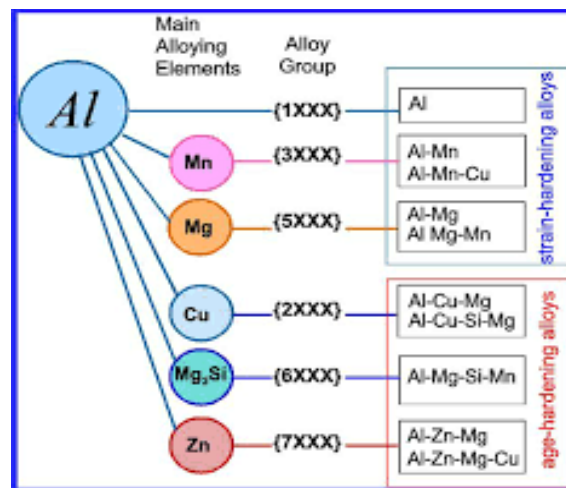 Main
Alloying
Elements
Alloy
Group
Al
{1XXX}
Al
Mn
{3XXX}
Al-Mn
Al-Mn-Cu
Mg
{5XXX}
Al-Mg
Al Mg-Mn
strain-hardening alloys
Cu
{2XXX}
Al-Cu-Mg
Al-Cu-Si-Mg
Mg₂Si
{6XXX}
Al-Mg-Si-Mn
Zn
{7XXX}
Al-Zn-Mg
Al-Zn-Mg-Cu
age-hardening alloys